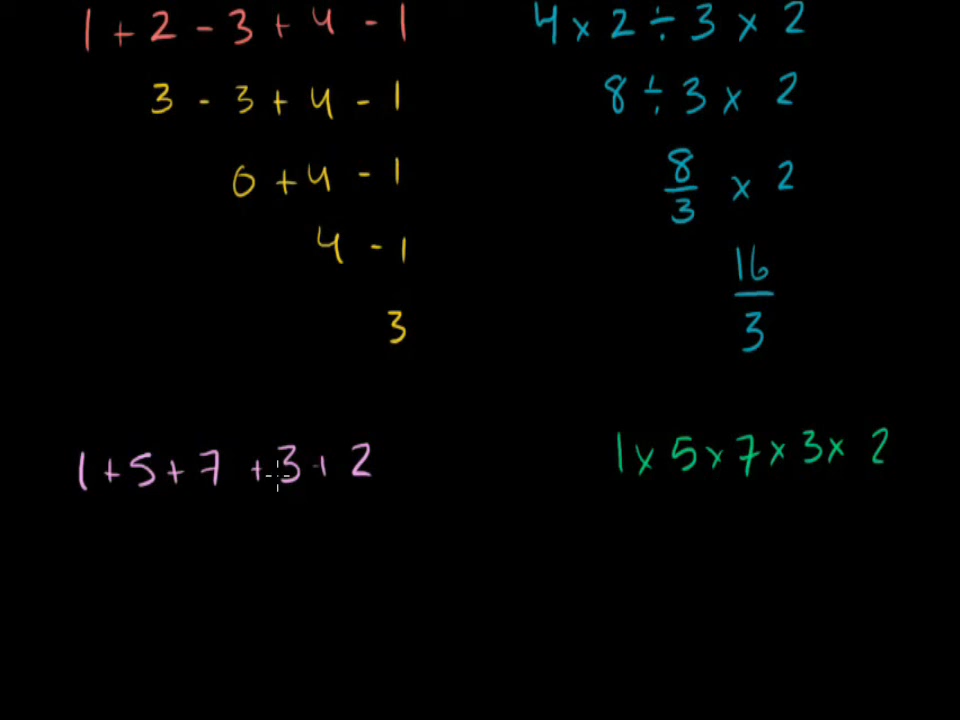 1 + 2 - 3 + 4 - 1
3 - 3 + 4 - 1
0 + 4 - 1
4 - 1
3
4 × 2 ÷ 3 × 2
8 ÷ 3 × 2
8/3 × 2
16/3
1 + 5 + 7 + 3 + 2
1 × 5 × 7 × 3 × 2